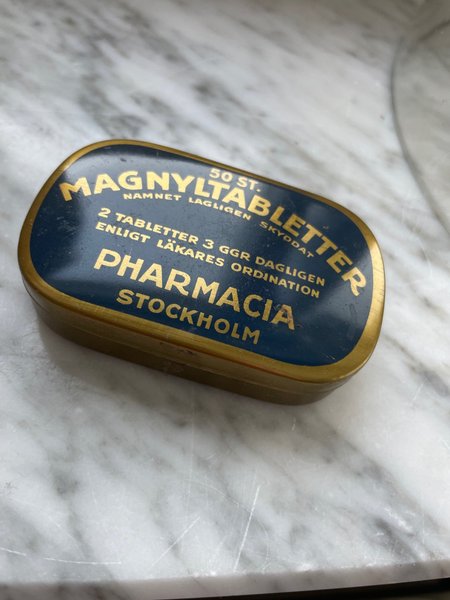 50 ST.
MAGNYLTABLETTER
NAMNET LAGLIGEN SKYDDAT
2 TABLETTER 3 GGR DAGLIGEN
ENLIGT LÄKARES ORDINATION
PHARMACIA
STOCKHOLM